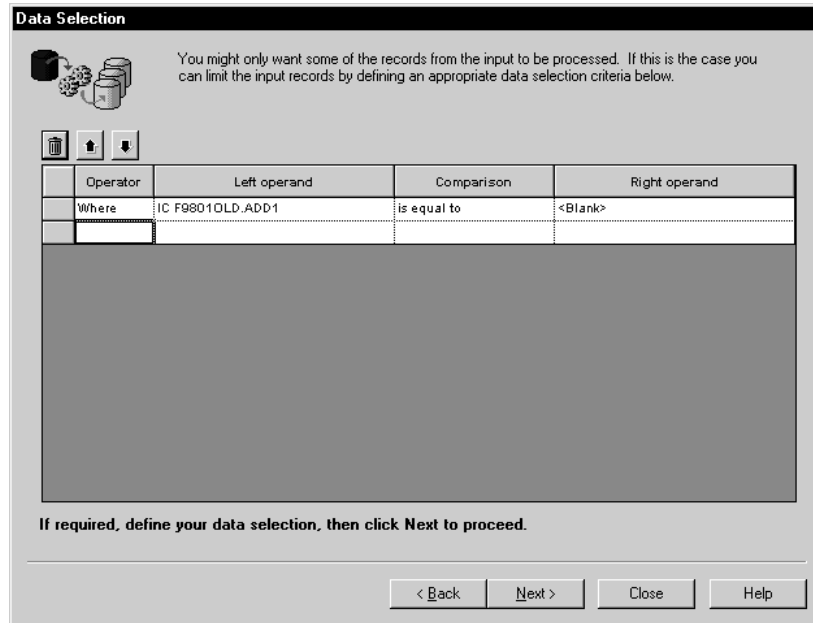 Data Selection
You might only want some of the records from the input to be processed. If this is the case you
can limit the input records by defining an appropriate data selection criteria below.
Operator Left operand Comparison Right operand
Where IC F9801OLD.ADD1 is equal to <Blank>
If required, define your data selection, then click Next to proceed.
< Back Next > Close Help